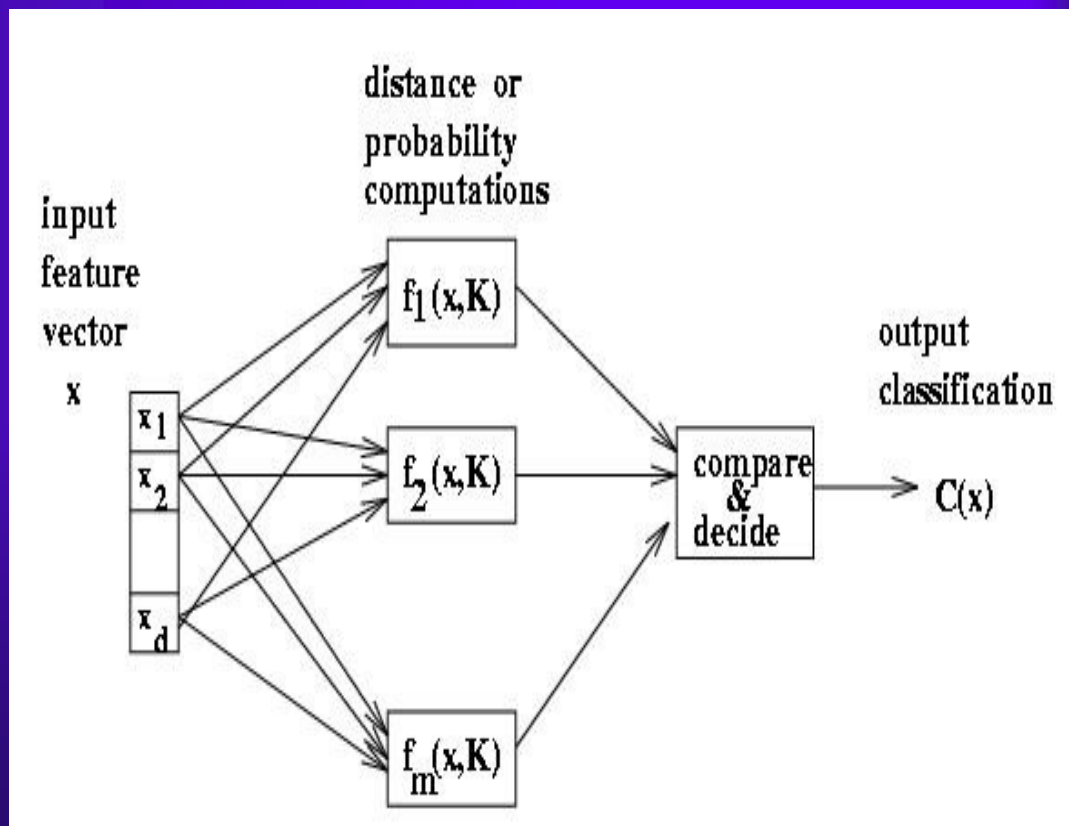 distance or
probability
computations
input
feature
vector
x
x1
x2
xd
f1(x,K)
f2(x,K)
fm(x,K)
compare
&
decide
output
classification
C(x)